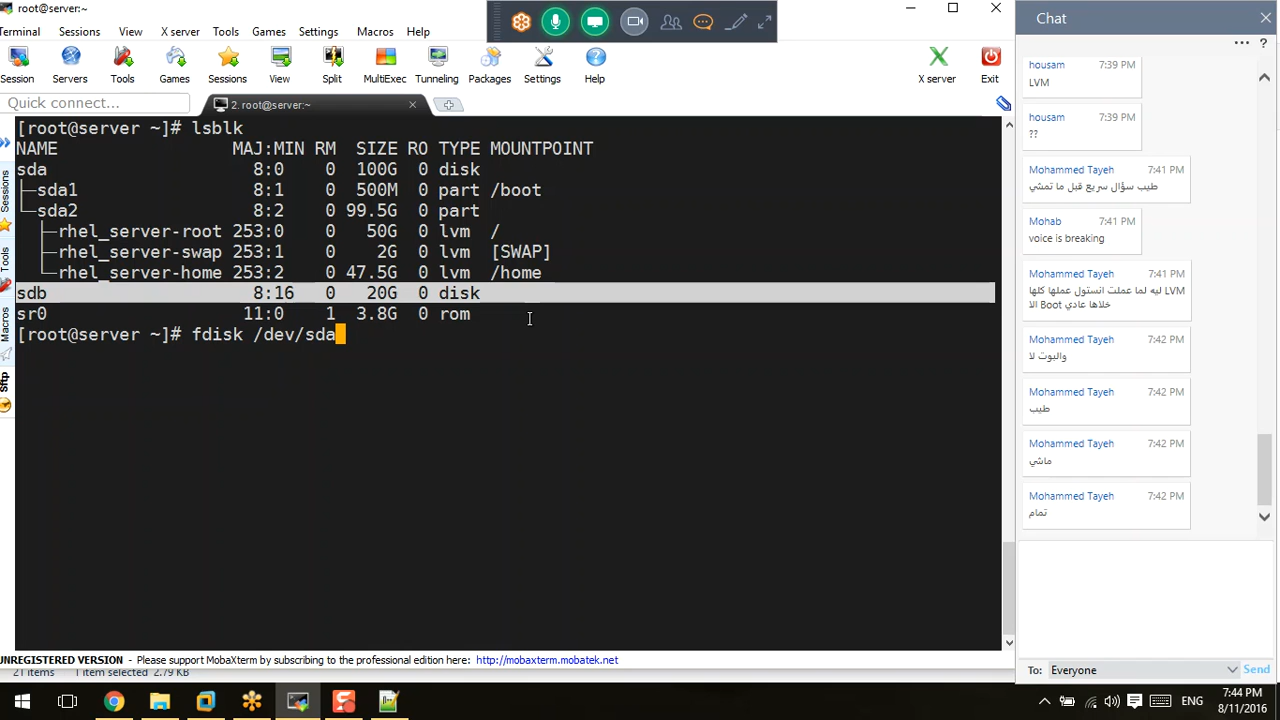 root@server:~
Terminal Sessions View X server Tools Games Settings Macros Help
Session Servers Tools Games Sessions View Split MultiExec Tunneling Packages Settings Help X server Exit
Quick connect...
2. root@server:~
[root@server ~]# lsblk
NAME MAJ:MIN RM SIZE RO TYPE MOUNTPOINT
sda 8:0 0 100G 0 disk
├─sda1 8:1 0 500M 0 part /boot
└─sda2 8:2 0 99.5G 0 part
├─rhel_server-root 253:0 0 50G 0 lvm /
├─rhel_server-swap 253:1 0 2G 0 lvm [SWAP]
└─rhel_server-home 253:2 0 47.5G 0 lvm /home
sdb 8:16 0 20G 0 disk
sr0 11:0 1 3.8G 0 rom
[root@server ~]# fdisk /dev/sda
Sessions
Tools
Macros
Sftp
UNREGISTERED VERSION - Please support MobaXterm by subscribing to the professional edition here: http://mobaxterm.mobatek.net
21 items 1 item selected 2.79 KB
Chat
housam 7:39 PM
LVM
housam 7:39 PM
??
Mohammed Tayeh 7:41 PM
طيب سؤال سريع قبل ما تمشي
Mohab 7:41 PM
voice is breaking
Mohammed Tayeh 7:41 PM
LVM ليه لما عملت انستول عملها كلها
الا Boot خلاها عادي
Mohammed Tayeh 7:42 PM
والبوت لا
Mohammed Tayeh 7:42 PM
طيب
Mohammed Tayeh 7:42 PM
ماشي
Mohammed Tayeh 7:42 PM
تمام
To: Everyone Send
ENG
7:44 PM
8/11/2016